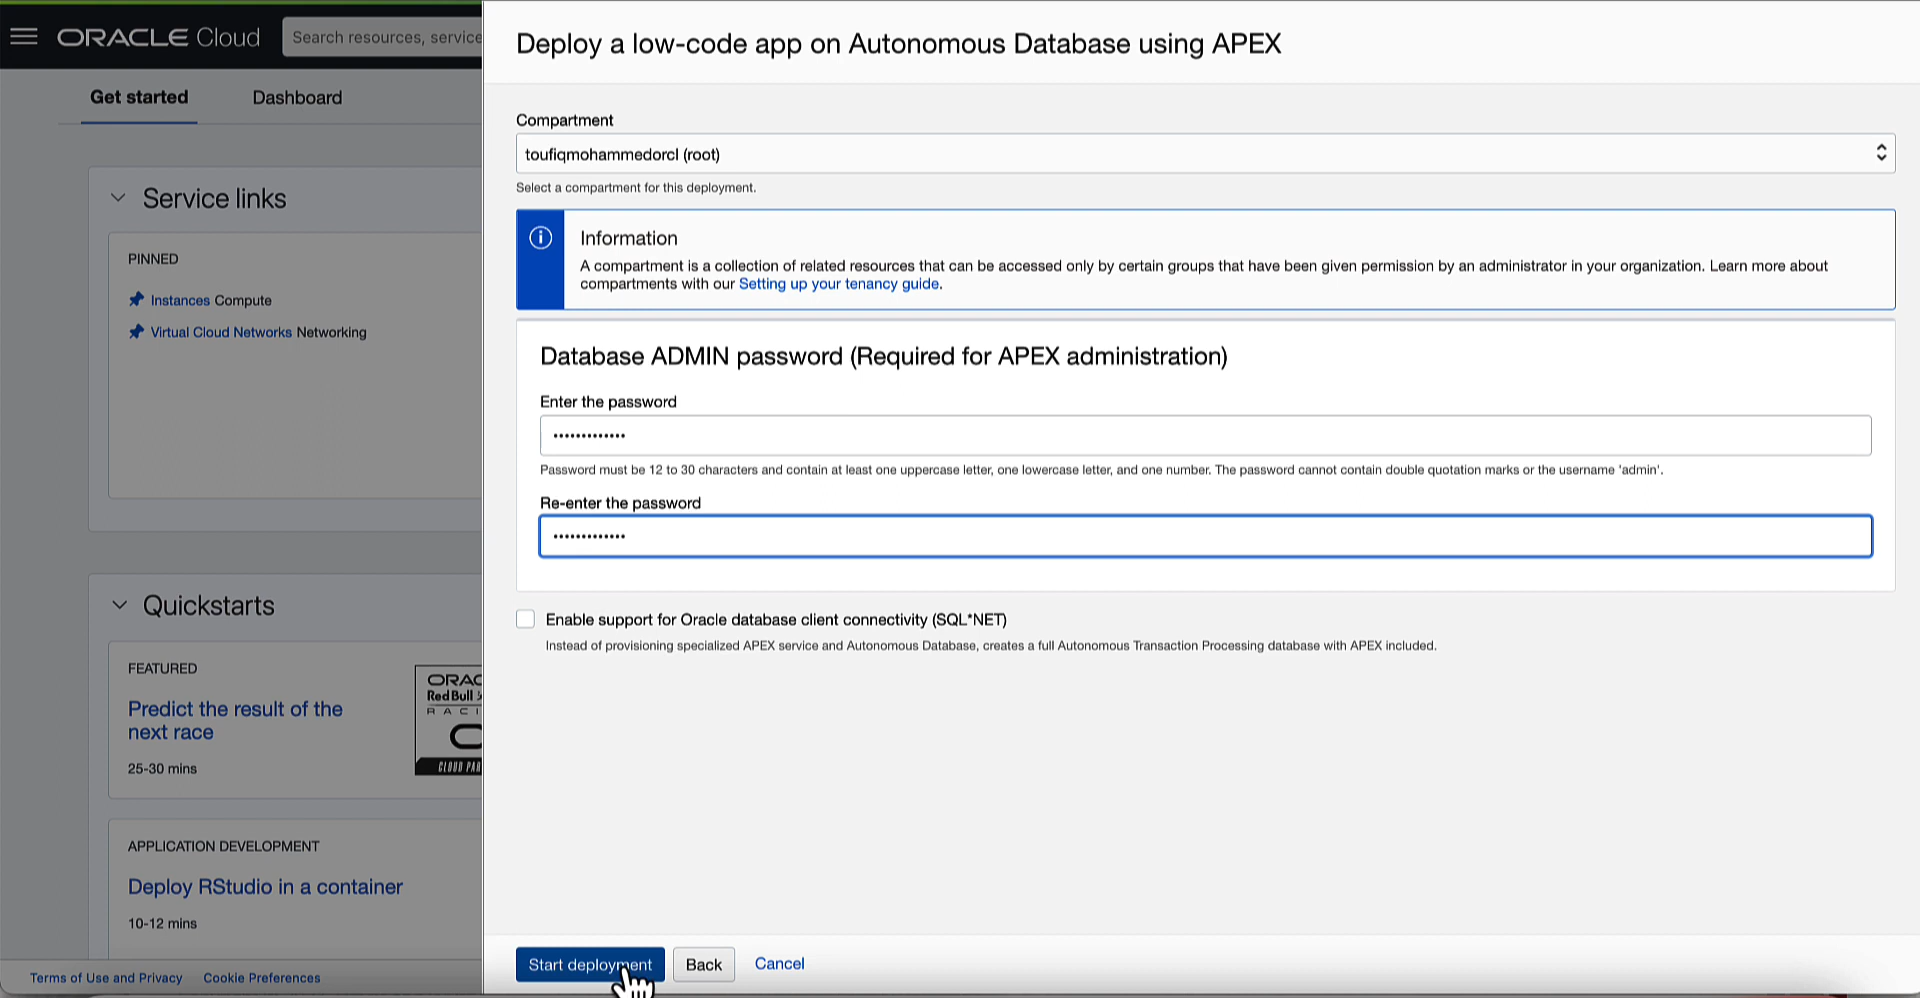 ORACLE Cloud
Search resources, service
Get started
Dashboard
Service links
PINNED
Instances Compute
Virtual Cloud Networks Networking
Quickstarts
FEATURED
Predict the result of the
next race
25-30 mins
ORAC
Red Bull
RACI
CLOUD PAR
APPLICATION DEVELOPMENT
Deploy RStudio in a container
10-12 mins
Terms of Use and Privacy
Cookie Preferences
Deploy a low-code app on Autonomous Database using APEX
Compartment
toufiqmohammedorcl (root)
Select a compartment for this deployment.
Information
A compartment is a collection of related resources that can be accessed only by certain groups that have been given permission by an administrator in your organization. Learn more about
compartments with our Setting up your tenancy guide.
Database ADMIN password (Required for APEX administration)
Enter the password
•••••••••••••
Password must be 12 to 30 characters and contain at least one uppercase letter, one lowercase letter, and one number. The password cannot contain double quotation marks or the username 'admin'.
Re-enter the password
•••••••••••••
Enable support for Oracle database client connectivity (SQL*NET)
Instead of provisioning specialized APEX service and Autonomous Database, creates a full Autonomous Transaction Processing database with APEX included.
Start deployment
Back
Cancel